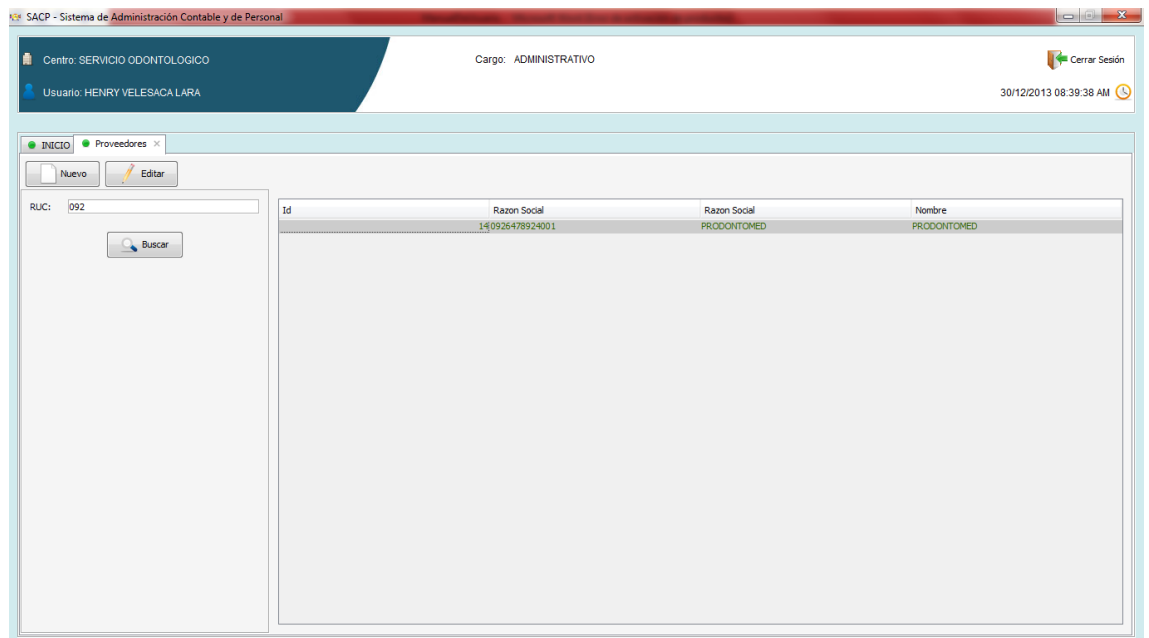 SACP - Sistema de Administración Contable y de Personal
Centro: SERVICIO ODONTOLOGICO
Cargo: ADMINISTRATIVO
Cerrar Sesión
Usuario: HENRY VELESACA LARA
30/12/2013 08:39:38 AM
INICIO Proveedores
Nuevo Editar
RUC: 092
Buscar
Id Razon Social Razon Social Nombre
14 0926478924001 PRODONTOMED PRODONTOMED